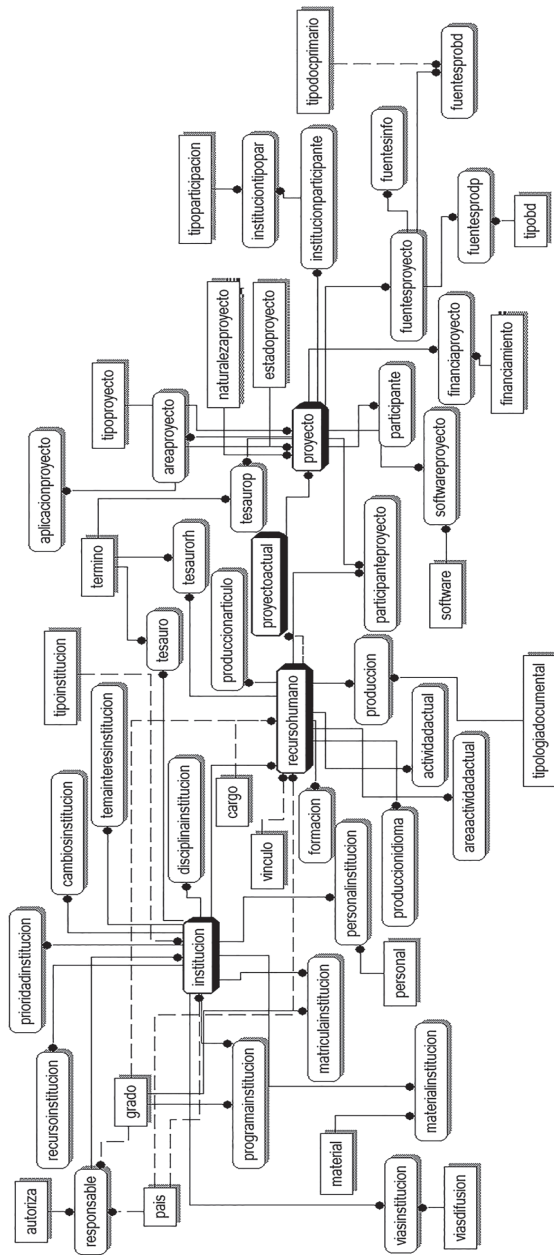 autoriza
responsable
pais
grado
recursoinstitucion
prioridadinstitucion
cambiosinstitucion
temainteresinstitucion
tipoinstitucion
disciplinainstitucion
institucion
programainstitucion
matriculainstitucion
viasinstitucion
viasdifusion
material
materialinstitucion
personalinstitucion
personal
tesauro
termino
tesaurorh
tesaurop
cargo
vinculo
produccionarticulo
recursohumano
formacion
produccion
produccionidioma
actividadactual
areaactividadactual
tipologiadocumental
proyectoactual
participanteproyecto
aplicacionproyecto
tipoproyecto
areaproyecto
naturalezaproyecto
estadoproyecto
proyecto
participante
softwareproyecto
software
tipoparticipacion
instituciontipopar
institucionparticipante
fuentesproyecto
fuentesinfo
financiaproyecto
financiamiento
fuentesprodp
tipobd
tipodocprimario
fuentesprobd